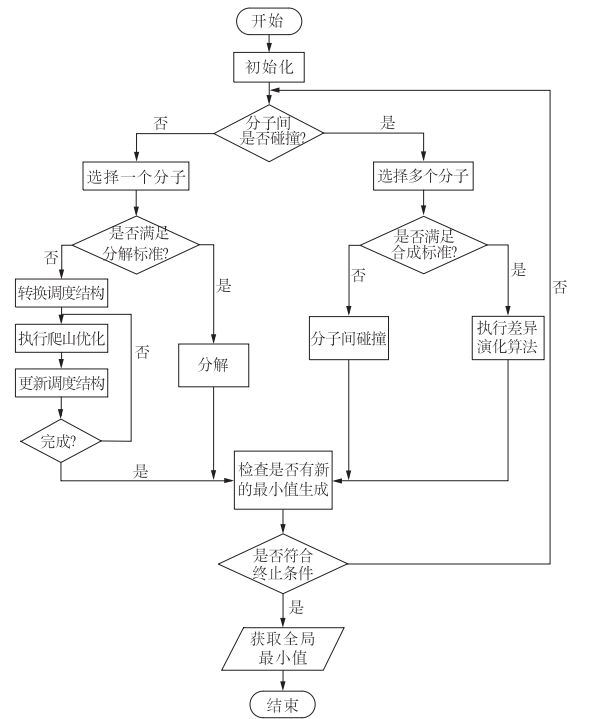 开始
初始化
分子间
是否碰撞?
否
是
选择一个分子
选择多个分子
是否满足
分解标准?
是否满足
合成标准?
否
是
否
是
否
转换调度结构
执行爬山优化
否
更新调度结构
分解
分子间碰撞
执行差异
演化算法
完成?
是
检查是否有新
的最小值生成
是否符合
终止条件
是
获取全局
最小值
结束